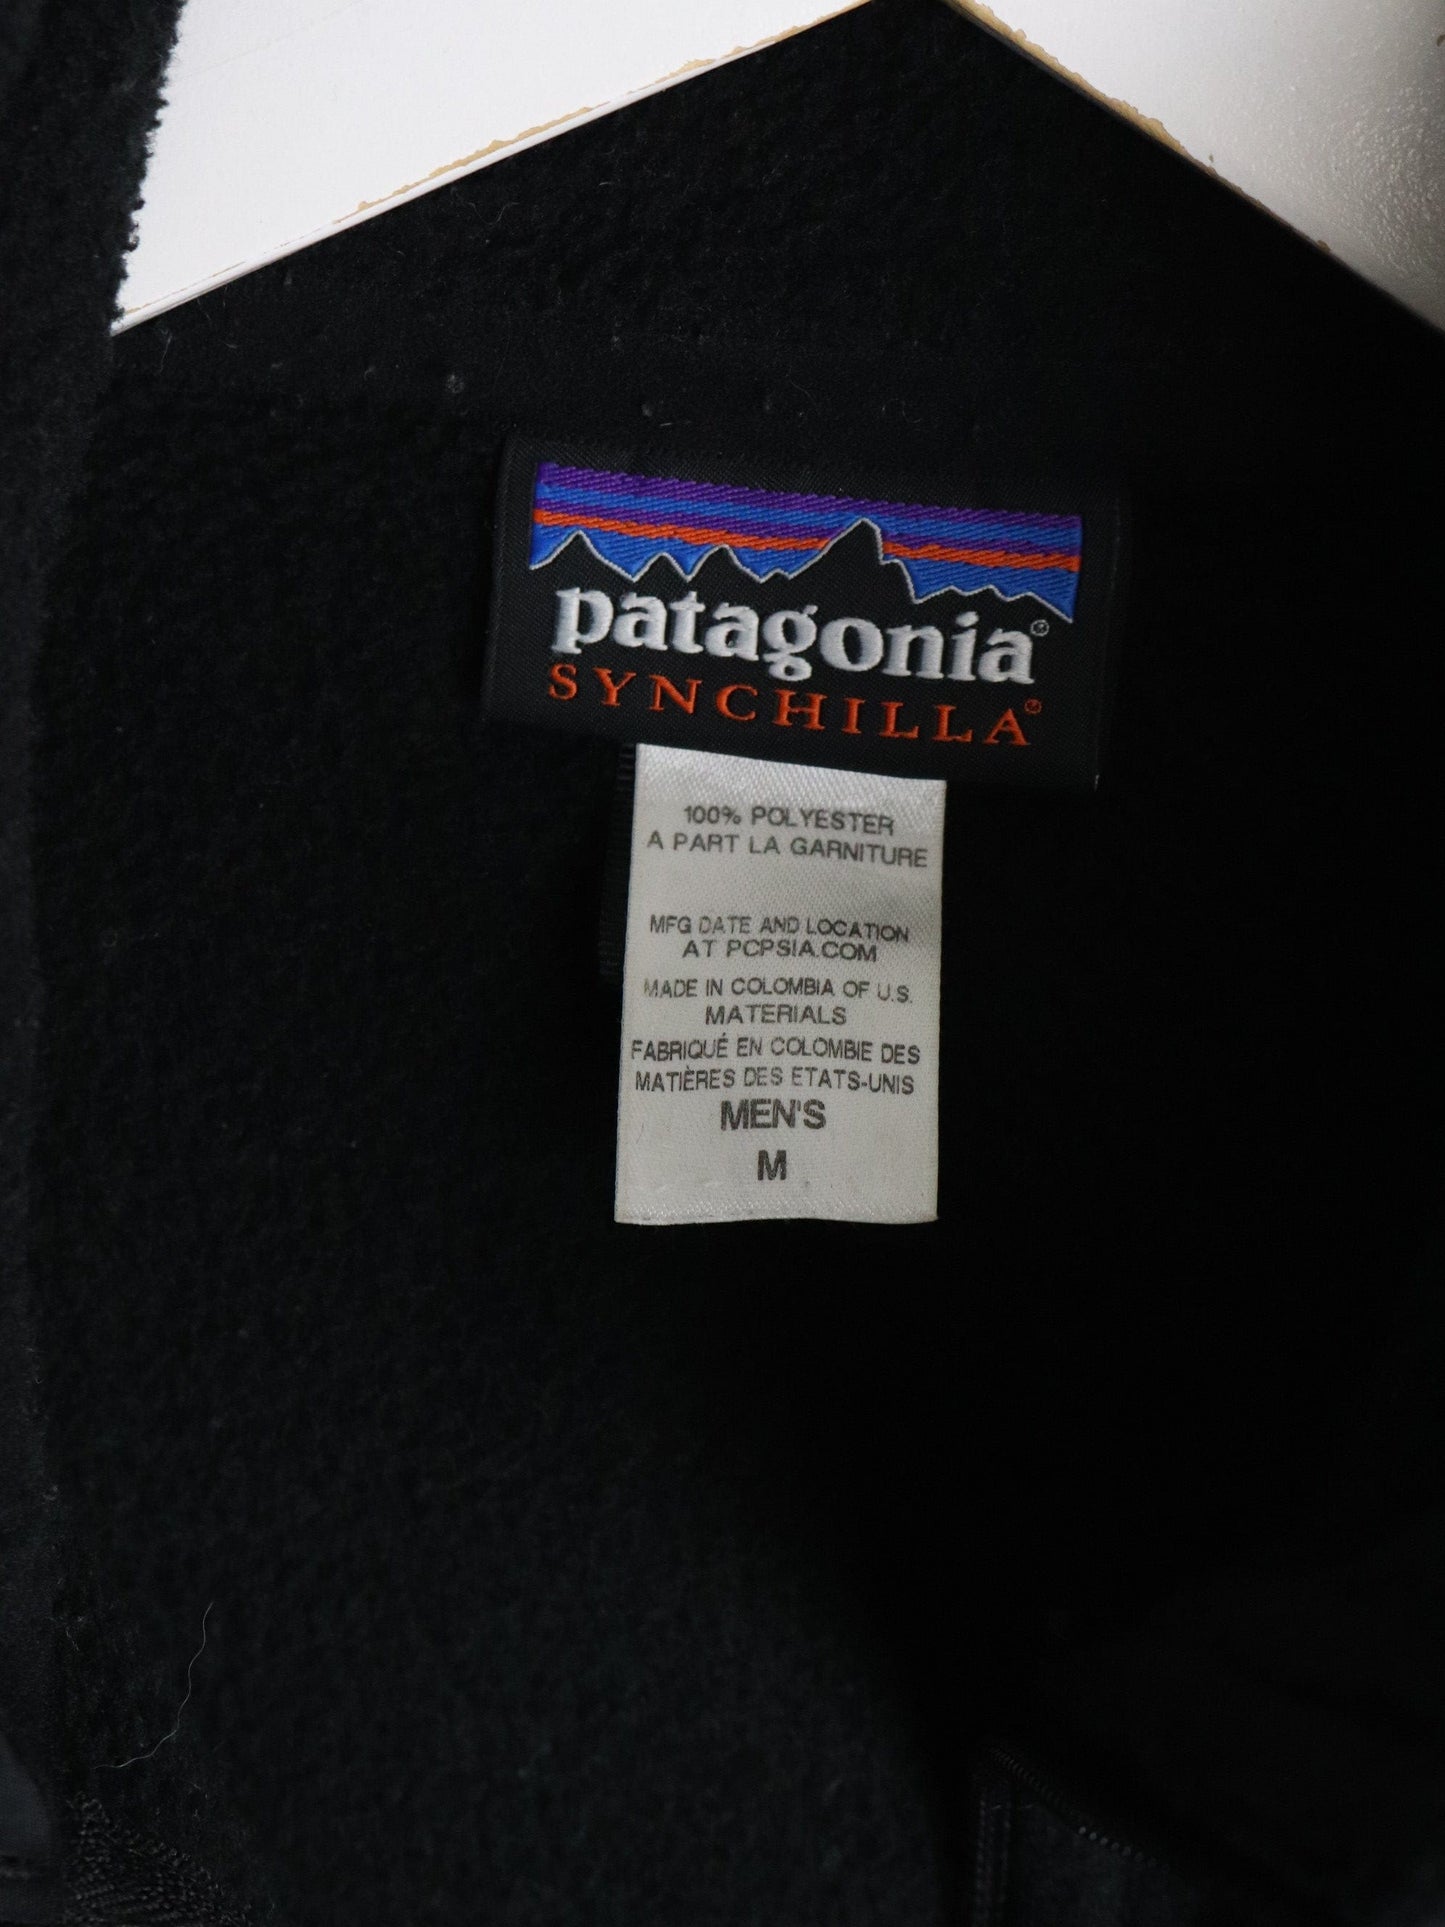 patagonia®
SYNCHILLA®
100% POLYESTER
A PART LA GARNITURE
MFG DATE AND LOCATION
AT PCPSIA.COM
MADE IN COLOMBIA OF U.S.
MATERIALS
FABRIQUÉ EN COLOMBIE DES
MATIÈRES DES ETATS-UNIS
MEN'S
M